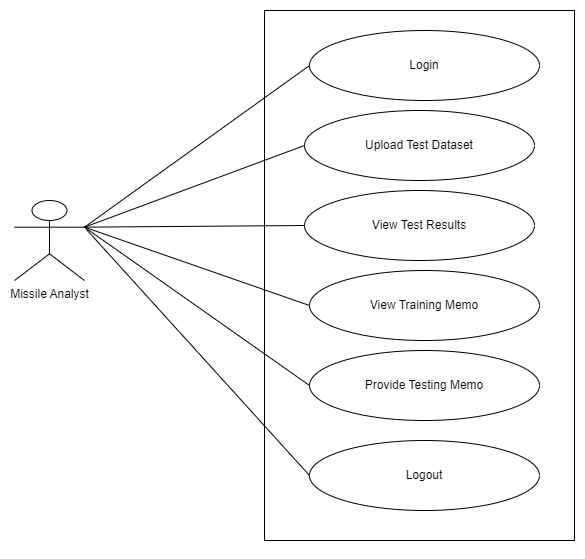 Login
Upload Test Dataset
View Test Results
Missile Analyst
View Training Memo
Provide Testing Memo
Logout